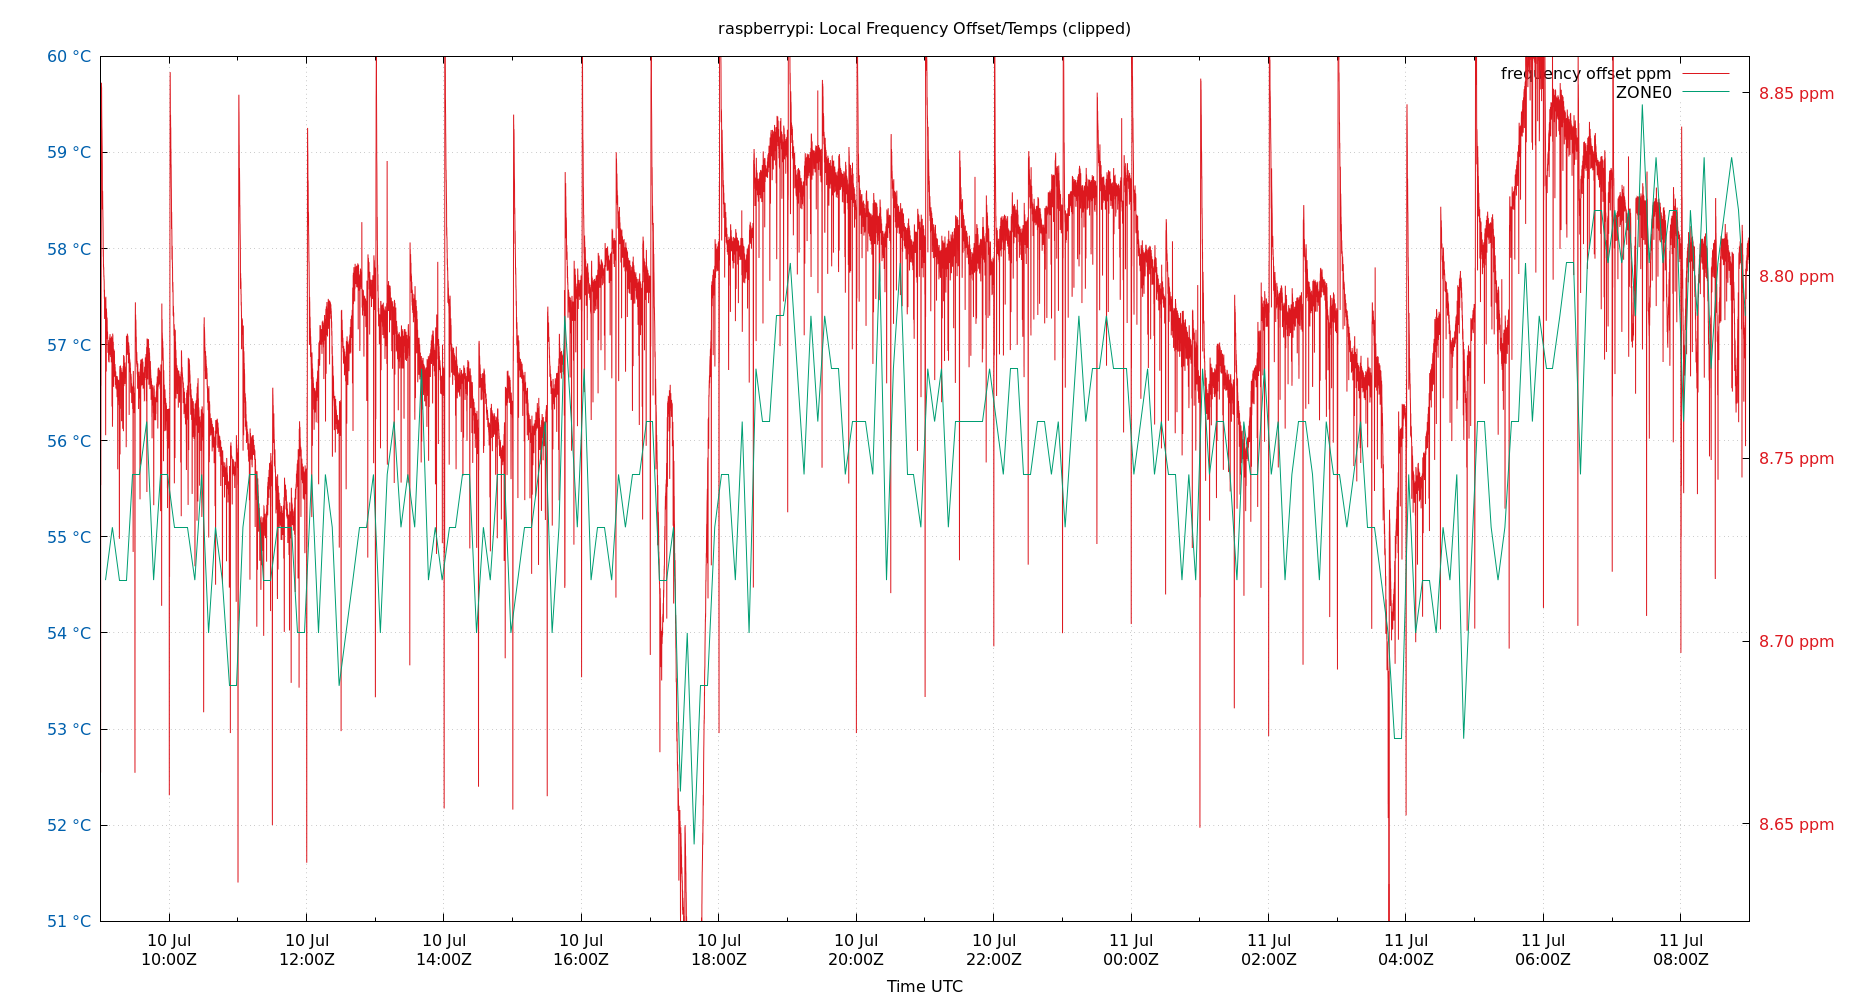 raspberrypi: Local Frequency Offset/Temps (clipped)
60 °C
59 °C
58 °C
57 °C
56 °C
55 °C
54 °C
53 °C
52 °C
51 °C
frequency offset ppm
ZONE0
8.85 ppm
8.80 ppm
8.75 ppm
8.70 ppm
8.65 ppm
10 Jul 10 Jul 10 Jul 10 Jul 10 Jul 10 Jul 10 Jul 11 Jul 11 Jul 11 Jul 11 Jul 11 Jul
10:00Z 12:00Z 14:00Z 16:00Z 18:00Z 20:00Z 22:00Z 00:00Z 02:00Z 04:00Z 06:00Z 08:00Z
Time UTC